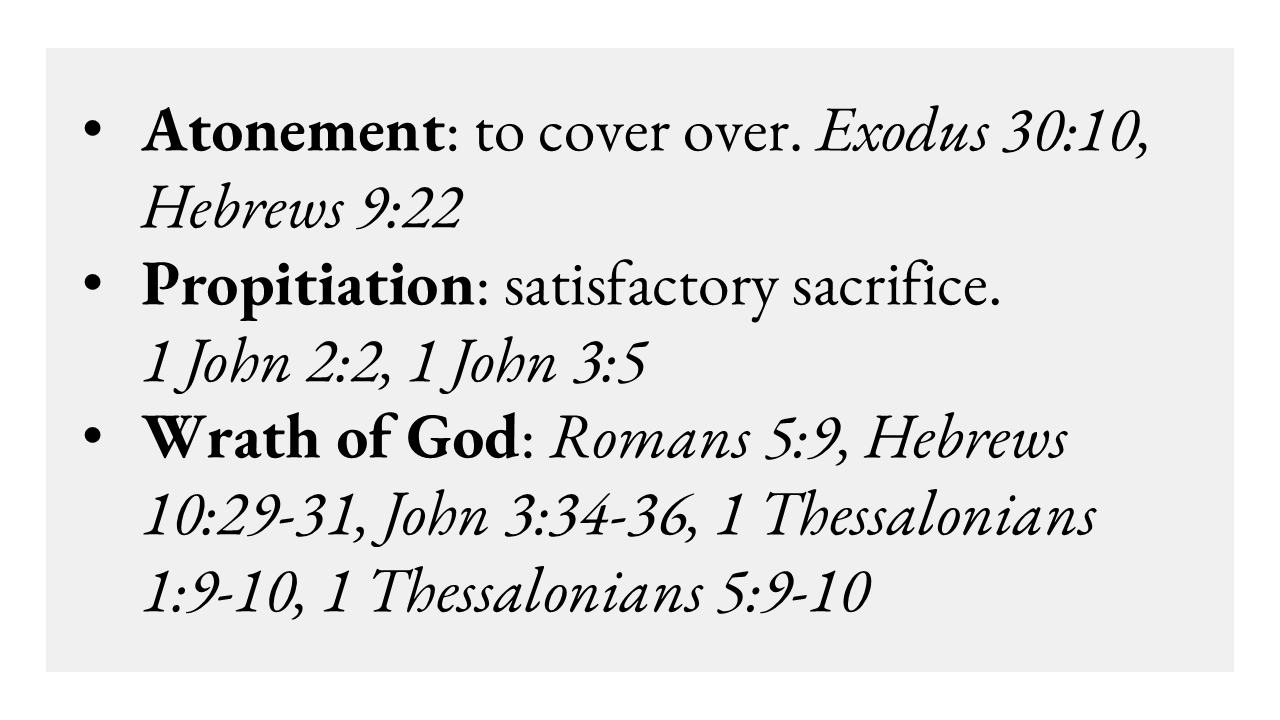 • Atonement: to cover over. Exodus 30:10,
Hebrews 9:22
• Propitiation: satisfactory sacrifice.
1 John 2:2, 1 John 3:5
• Wrath of God: Romans 5:9, Hebrews
10:29-31, John 3:34-36, 1 Thessalonians
1:9-10, 1 Thessalonians 5:9-10